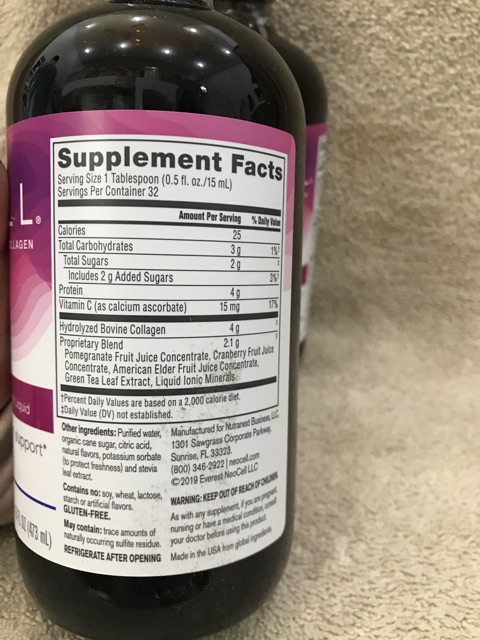 L L®
LLAGEN
Liquid
Support*
FL OZ (473 mL)
Supplement Facts
Serving Size 1 Tablespoon (0.5 fl. oz./15 mL)
Servings Per Container 32
Amount Per Serving % Daily Value
Calories 25
Total Carbohydrates 3 g 1%†
Total Sugars 2 g ‡
Includes 2 g Added Sugars 3%†
Protein 4 g
Vitamin C (as calcium ascorbate) 15 mg 17%
Hydrolyzed Bovine Collagen 4 g ‡
Proprietary Blend 2.1 g ‡
Pomegranate Fruit Juice Concentrate, Cranberry Fruit Juice
Concentrate, American Elder Fruit Juice Concentrate,
Green Tea Leaf Extract, Liquid Ionic Minerals
†Percent Daily Values are based on a 2,000 calorie diet.
‡Daily Value (DV) not established.
Other ingredients: Purified water,
organic cane sugar, citric acid,
natural flavors, potassium sorbate
(to protect freshness) and stevia
leaf extract.
Contains no: soy, wheat, lactose,
starch or artificial flavors.
GLUTEN-FREE.
May contain: trace amounts of
naturally occurring sulfite residue.
REFRIGERATE AFTER OPENING
Manufactured for Nutranext Business, LLC
1301 Sawgrass Corporate Parkway,
Sunrise, FL 33323.
(800) 346-2922 | neocell.com
©2019 Everest NeoCell LLC
WARNING: KEEP OUT OF REACH OF CHILDREN.
As with any supplement, if you are pregnant,
nursing or have a medical condition, consult
your doctor before using this product.
Made in the USA from global ingredients